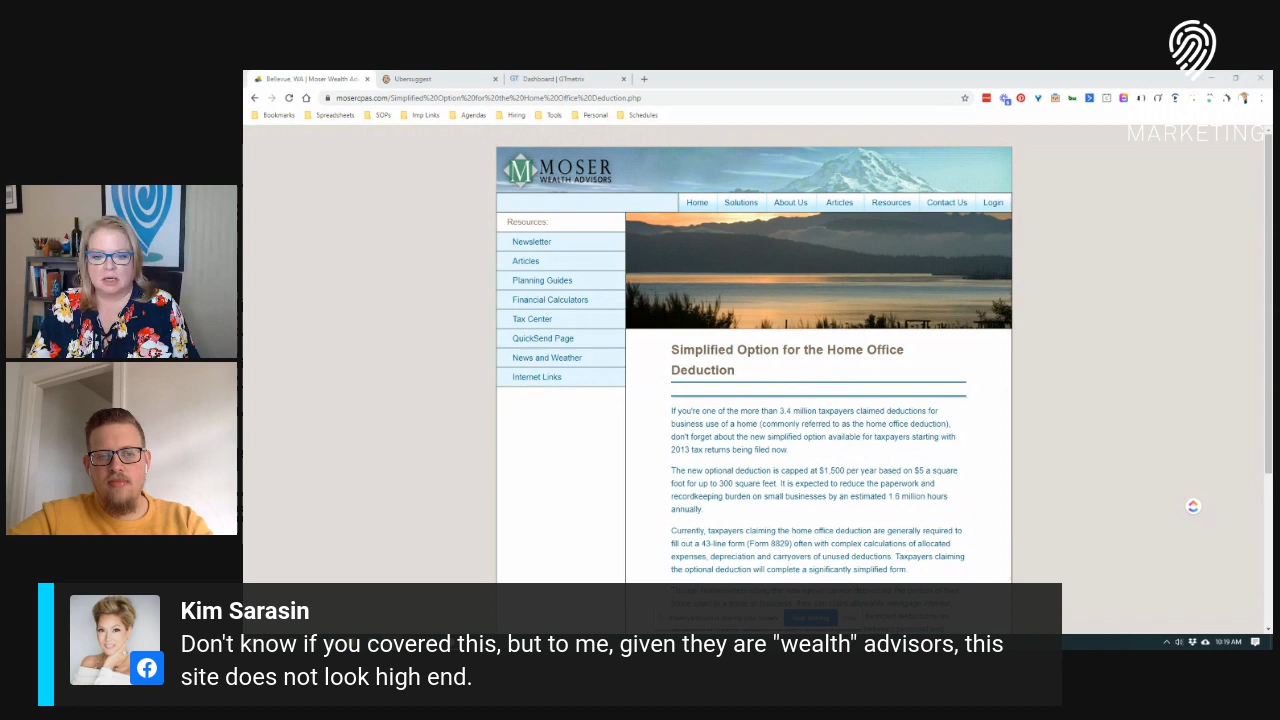 MARKETING
Bellevue, WA | Moser Wealth Ad
Ubersuggest
GT Dashboard | GTmetrix
mosercpas.com/Simplified%20Option%20for%20the%20Home%20Office%20Deduction.php
Bookmarks Spreadsheets SOPs Imp Links Agendas Hiring Tools Personal Schedules
M MOSER
WEALTH ADVISORS
Home Solutions About Us Articles Resources Contact Us Login
Resources:
Newsletter
Articles
Planning Guides
Financial Calculators
Tax Center
QuickSend Page
News and Weather
Internet Links
Simplified Option for the Home Office
Deduction
If you're one of the more than 3.4 million taxpayers claimed deductions for
business use of a home (commonly referred to as the home office deduction),
don't forget about the new simplified option available for taxpayers starting with
2013 tax returns being filed now.
The new optional deduction is capped at $1,500 per year based on $5 a square
foot for up to 300 square feet. It is expected to reduce the paperwork and
recordkeeping burden on small businesses by an estimated 1.6 million hours
annually.
Currently, taxpayers claiming the home office deduction are generally required to
fill out a 43-line form (Form 8829) often with complex calculations of allocated
expenses, depreciation and carryovers of unused deductions. Taxpayers claiming
the optional deduction will complete a significantly simplified form.
10:19 AM
Kim Sarasin
Don't know if you covered this, but to me, given they are "wealth" advisors, this
site does not look high end.